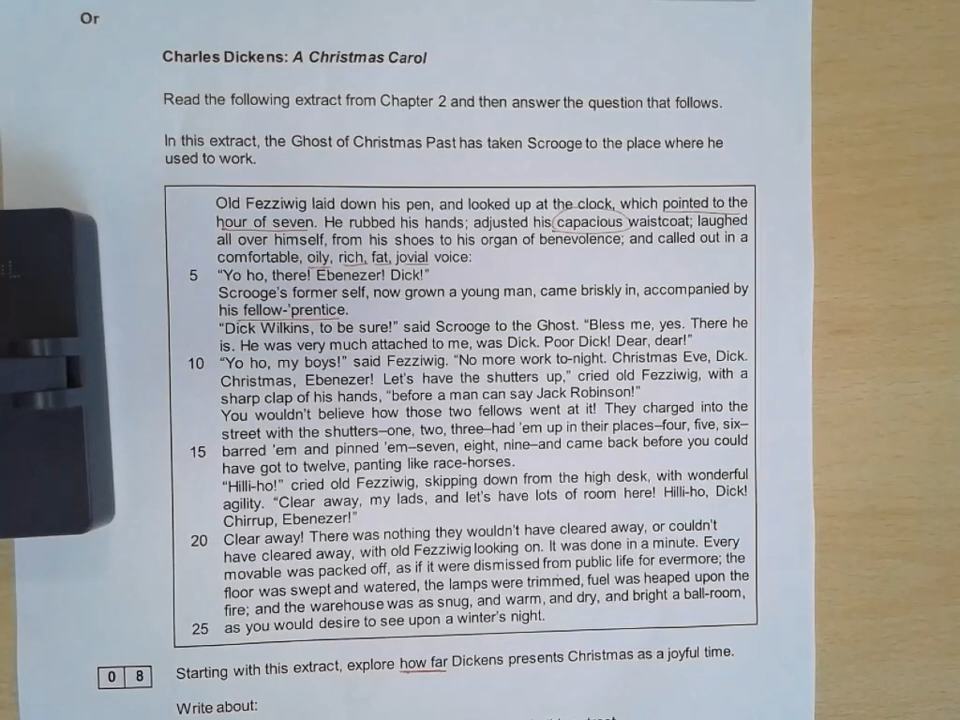 Or
Charles Dickens: A Christmas Carol
Read the following extract from Chapter 2 and then answer the question that follows.
In this extract, the Ghost of Christmas Past has taken Scrooge to the place where he
used to work.
Old Fezziwig laid down his pen, and looked up at the clock, which pointed to the
hour of seven. He rubbed his hands; adjusted his capacious waistcoat; laughed
all over himself, from his shoes to his organ of benevolence; and called out in a
comfortable, oily, rich, fat, jovial voice:
5 “Yo ho, there! Ebenezer! Dick!”
Scrooge's former self, now grown a young man, came briskly in, accompanied by
his fellow-'prentice.
“Dick Wilkins, to be sure!” said Scrooge to the Ghost. “Bless me, yes. There he
is. He was very much attached to me, was Dick. Poor Dick! Dear, dear!”
10 “Yo ho, my boys!” said Fezziwig. “No more work to-night. Christmas Eve, Dick.
Christmas, Ebenezer! Let's have the shutters up,” cried old Fezziwig, with a
sharp clap of his hands, “before a man can say Jack Robinson!”
You wouldn't believe how those two fellows went at it! They charged into the
street with the shutters–one, two, three–had 'em up in their places–four, five, six–
15 barred 'em and pinned 'em–seven, eight, nine–and came back before you could
have got to twelve, panting like race-horses.
“Hilli-ho!” cried old Fezziwig, skipping down from the high desk, with wonderful
agility. “Clear away, my lads, and let's have lots of room here! Hilli-ho, Dick!
Chirrup, Ebenezer!”
20 Clear away! There was nothing they wouldn't have cleared away, or couldn't
have cleared away, with old Fezziwig looking on. It was done in a minute. Every
movable was packed off, as if it were dismissed from public life for evermore; the
floor was swept and watered, the lamps were trimmed, fuel was heaped upon the
fire; and the warehouse was as snug, and warm, and dry, and bright a ball-room,
25 as you would desire to see upon a winter's night.
0 8 Starting with this extract, explore how far Dickens presents Christmas as a joyful time.
Write about: